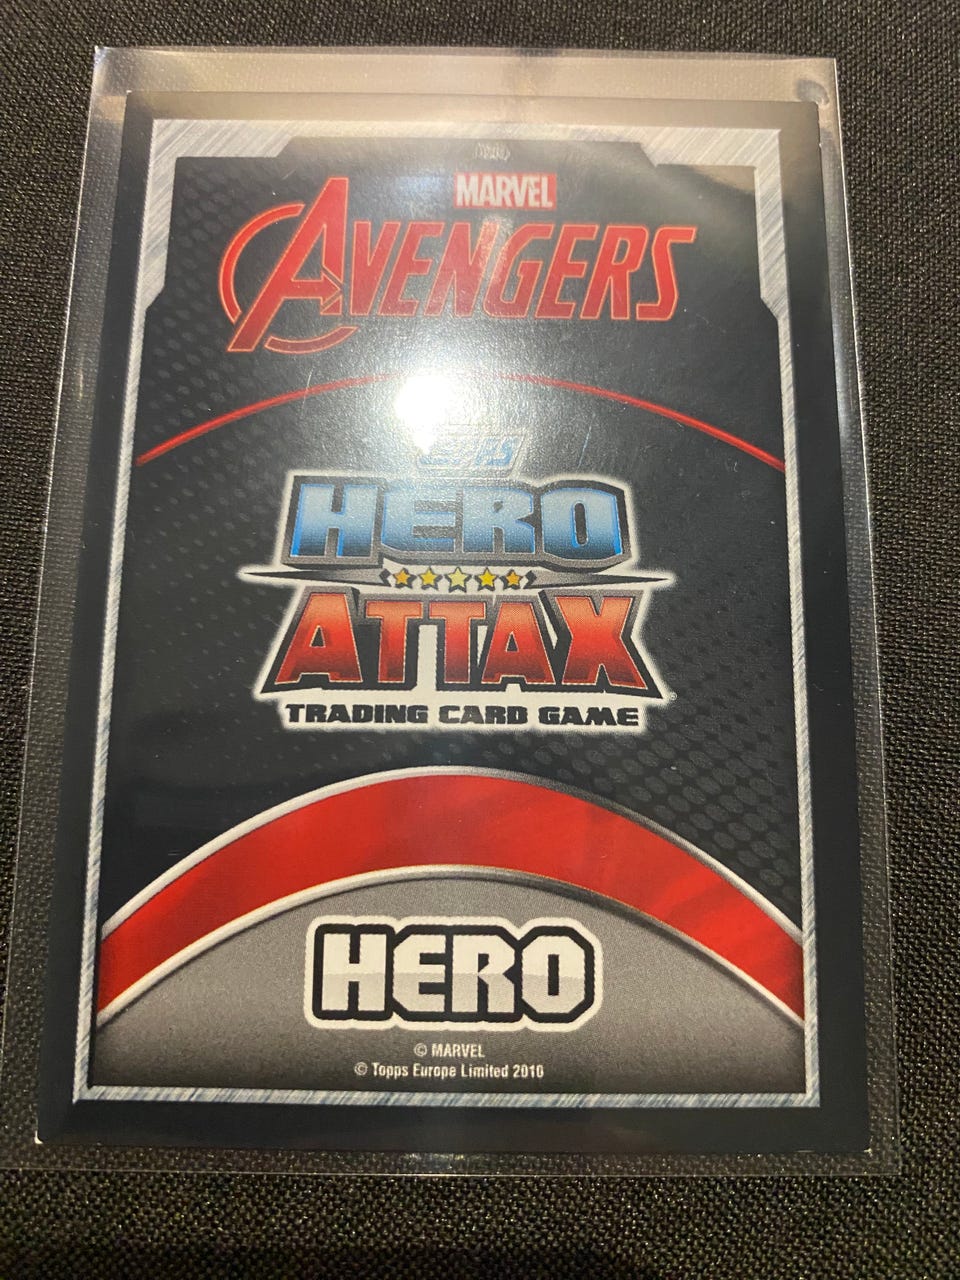 MARVEL
AVENGERS
HERO
ATTAX
TRADING CARD GAME
HERO
© MARVEL
© Topps Europe Limited 2010